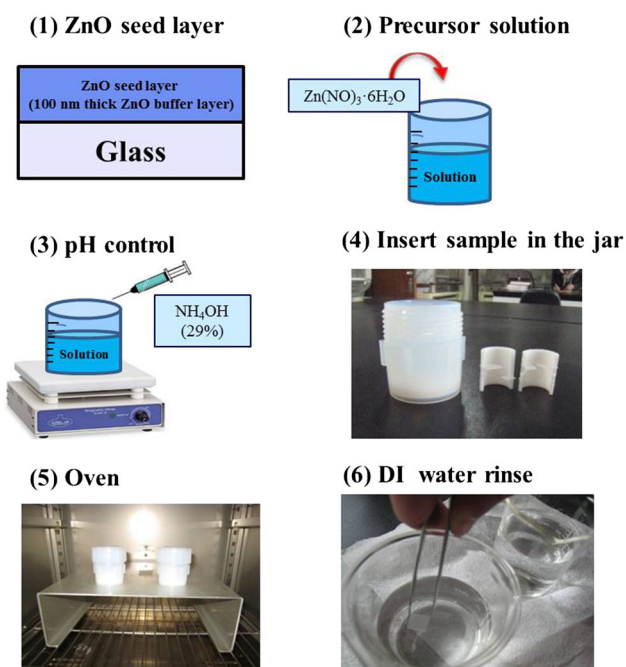 (1) ZnO seed layer
ZnO seed layer
(100 nm thick ZnO buffer layer)
Glass
(2) Precursor solution
Zn(NO)₃·6H₂O
Solution
(3) pH control
NH₄OH
(29%)
Solution
(4) Insert sample in the jar
(5) Oven
(6) DI water rinse